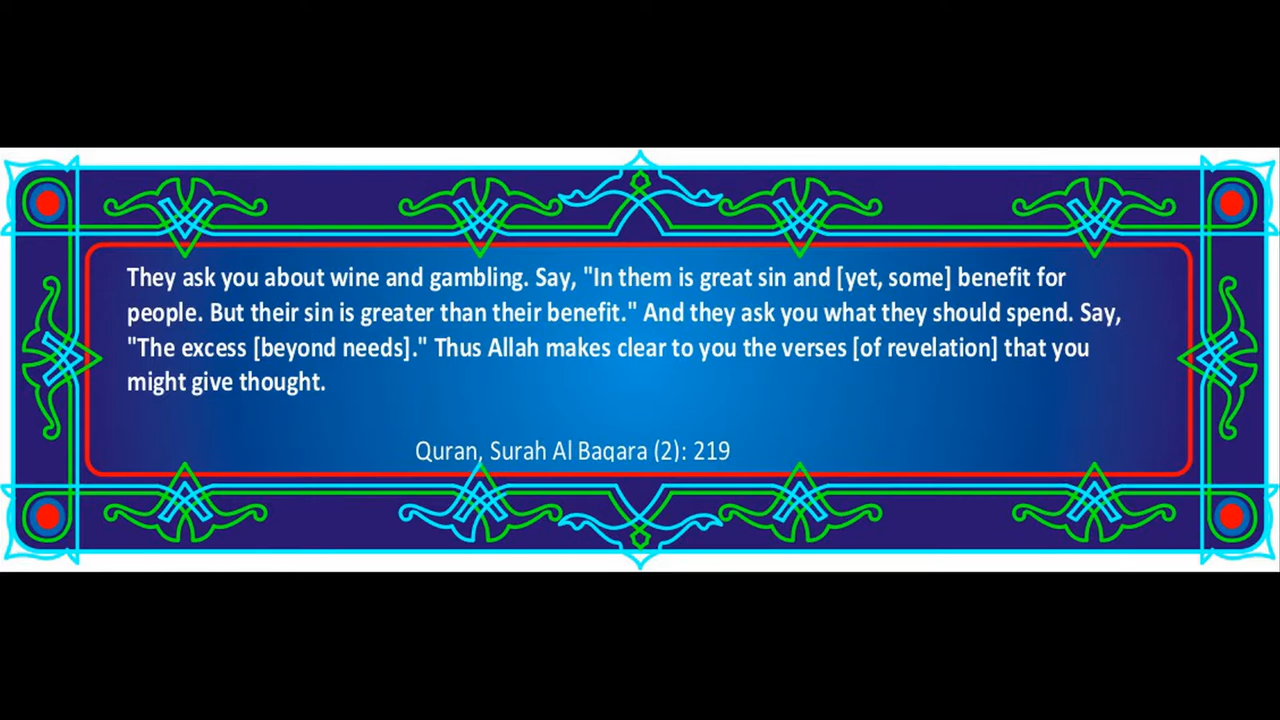 They ask you about wine and gambling. Say, "In them is great sin and [yet, some] benefit for
people. But their sin is greater than their benefit." And they ask you what they should spend. Say,
"The excess [beyond needs]." Thus Allah makes clear to you the verses [of revelation] that you
might give thought.
Quran, Surah Al Baqara (2): 219